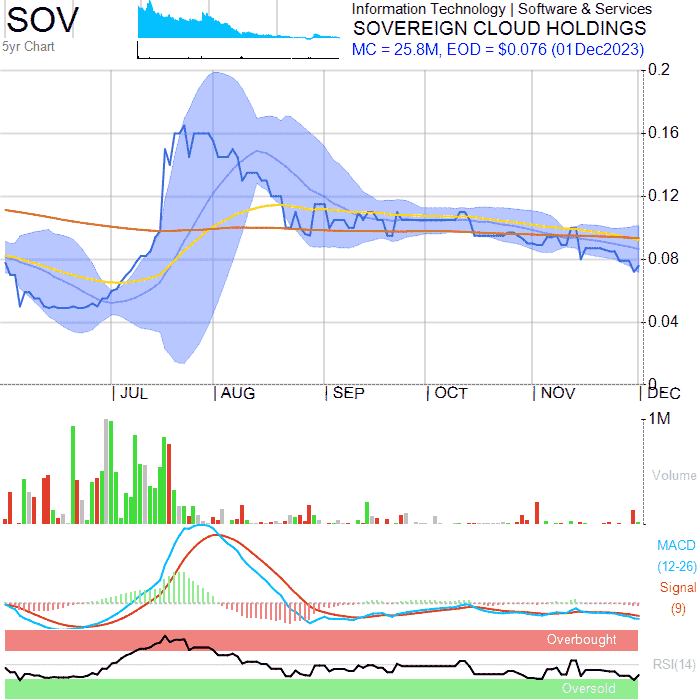 SOV
5yr Chart
Information Technology | Software & Services
SOVEREIGN CLOUD HOLDINGS
MC = 25.8M, EOD = $0.076 (01Dec2023)
0.2
0.16
0.12
0.08
0.04
0
JUL AUG SEP OCT NOV DEC
1M
Volume
MACD
(12-26)
Signal
(9)
Overbought
RSI(14)
Oversold